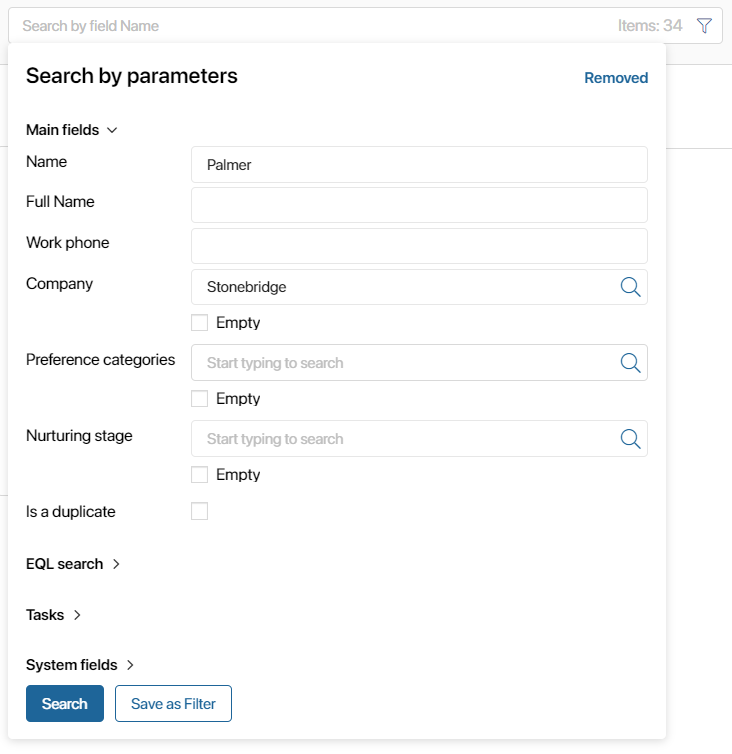 Search by field Name Items: 34
Search by parameters Removed
Main fields
Name Palmer
Full Name
Work phone
Company Stonebridge
Empty
Preference categories Start typing to search
Empty
Nurturing stage Start typing to search
Empty
Is a duplicate
EQL search
Tasks
System fields
Search Save as Filter